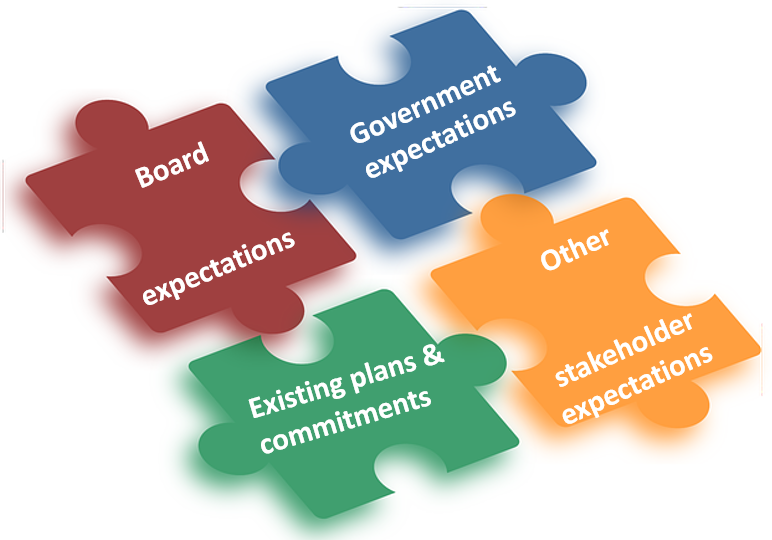 Board
expectations
Government
expectations
Other
stakeholder
expectations
Existing plans &
commitments